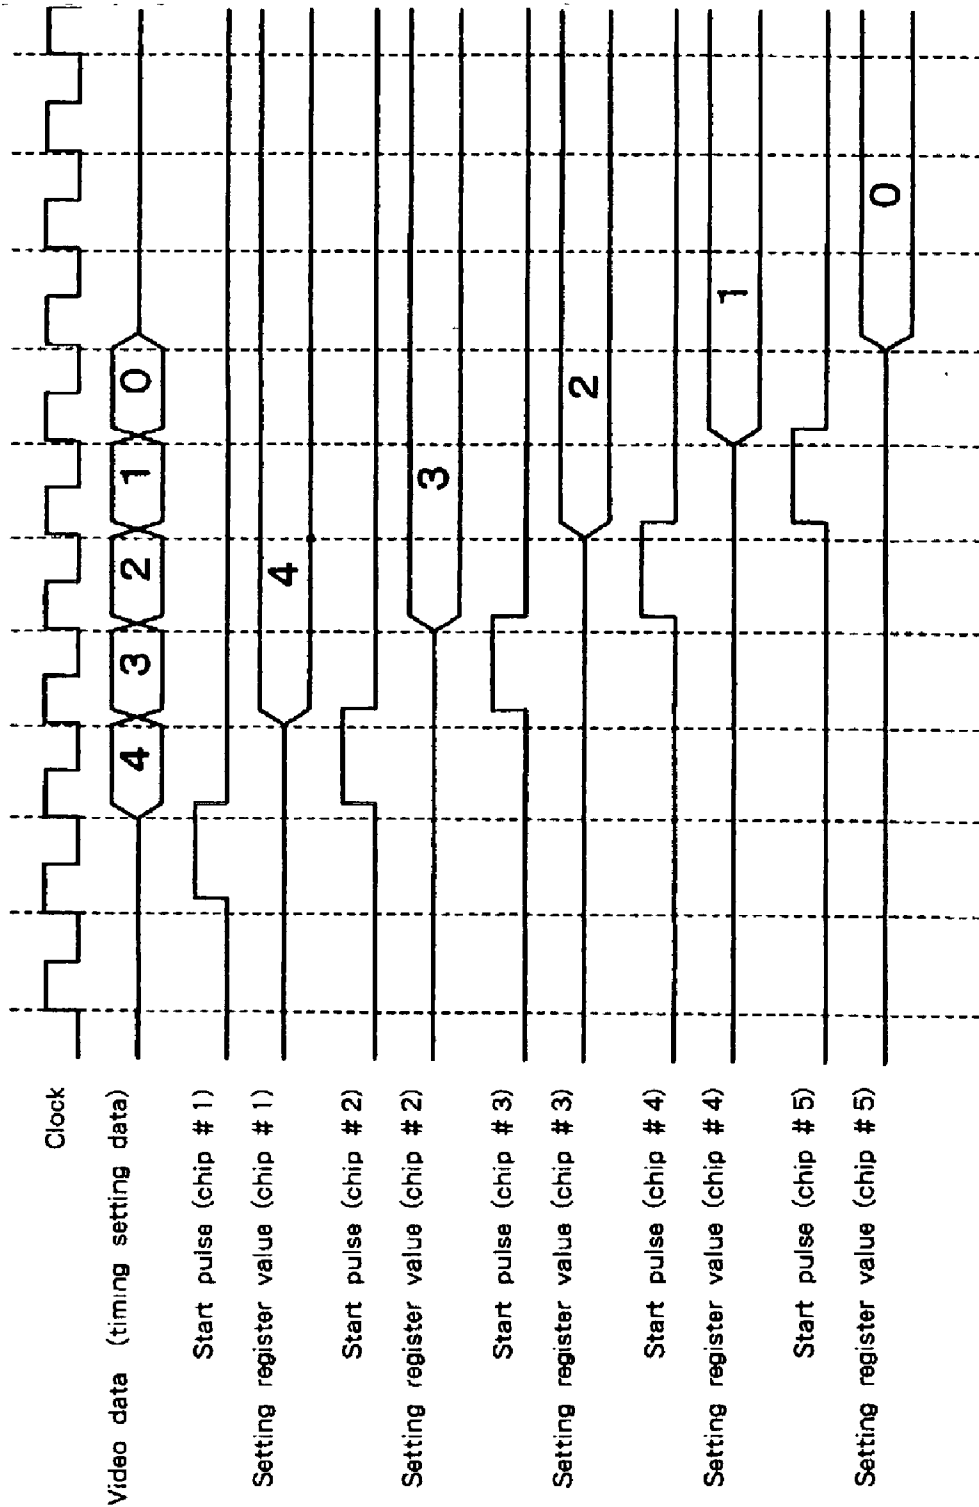 Clock
Video data (timing setting data)
4 3 2 1 0
Start pulse (chip #1)
Setting register value (chip #1)
4
Start pulse (chip #2)
Setting register value (chip #2)
3
Start pulse (chip #3)
Setting register value (chip #3)
2
Start pulse (chip #4)
Setting register value (chip #4)
1
Start pulse (chip #5)
Setting register value (chip #5)
0